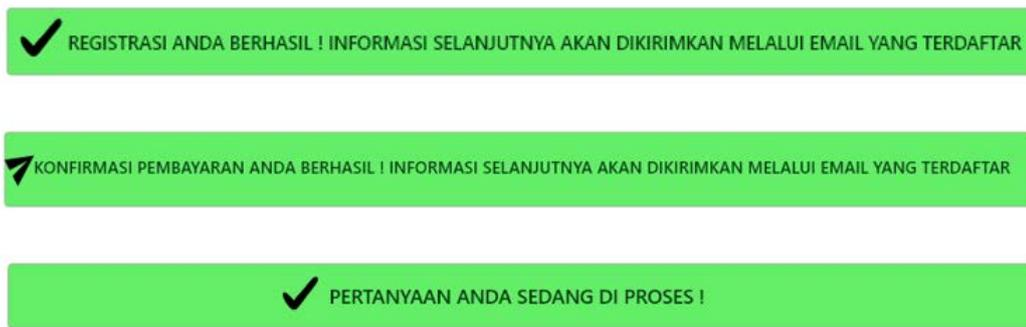 REGISTRASI ANDA BERHASIL ! INFORMASI SELANJUTNYA AKAN DIKIRIMKAN MELALUI EMAIL YANG TERDAFTAR
KONFIRMASI PEMBAYARAN ANDA BERHASIL ! INFORMASI SELANJUTNYA AKAN DIKIRIMKAN MELALUI EMAIL YANG TERDAFTAR
PERTANYAAN ANDA SEDANG DI PROSES !